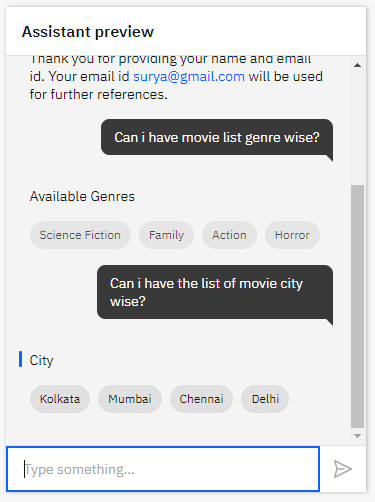 Assistant preview
Thank you for providing your name and email
id. Your email id surya@gmail.com will be used
for further references.
Can i have movie list genre wise?
Available Genres
Science Fiction Family Action Horror
Can i have the list of movie city
wise?
City
Kolkata Mumbai Chennai Delhi
Type something...